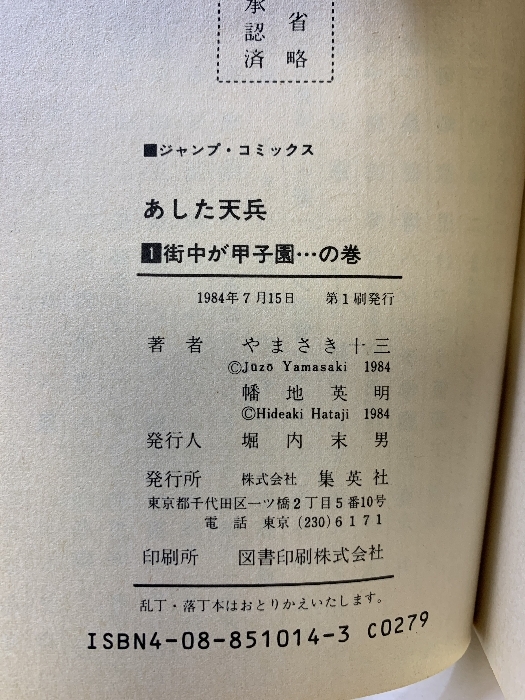 省略
承認済
■ジャンプ・コミックス
あした天兵
1街中が甲子園…の巻
1984年7月15日 第1刷発行
著者 やまさき十三
©Jūzō Yamasaki 1984
幡地英明
©Hideaki Hataji 1984
発行人 堀内末男
発行所 株式会社 集英社
東京都千代田区一ツ橋2丁目5番10号
電話 東京(230)6171
印刷所 図書印刷株式会社
乱丁・落丁本はおとりかえいたします。
ISBN4-08-851014-3 C0279